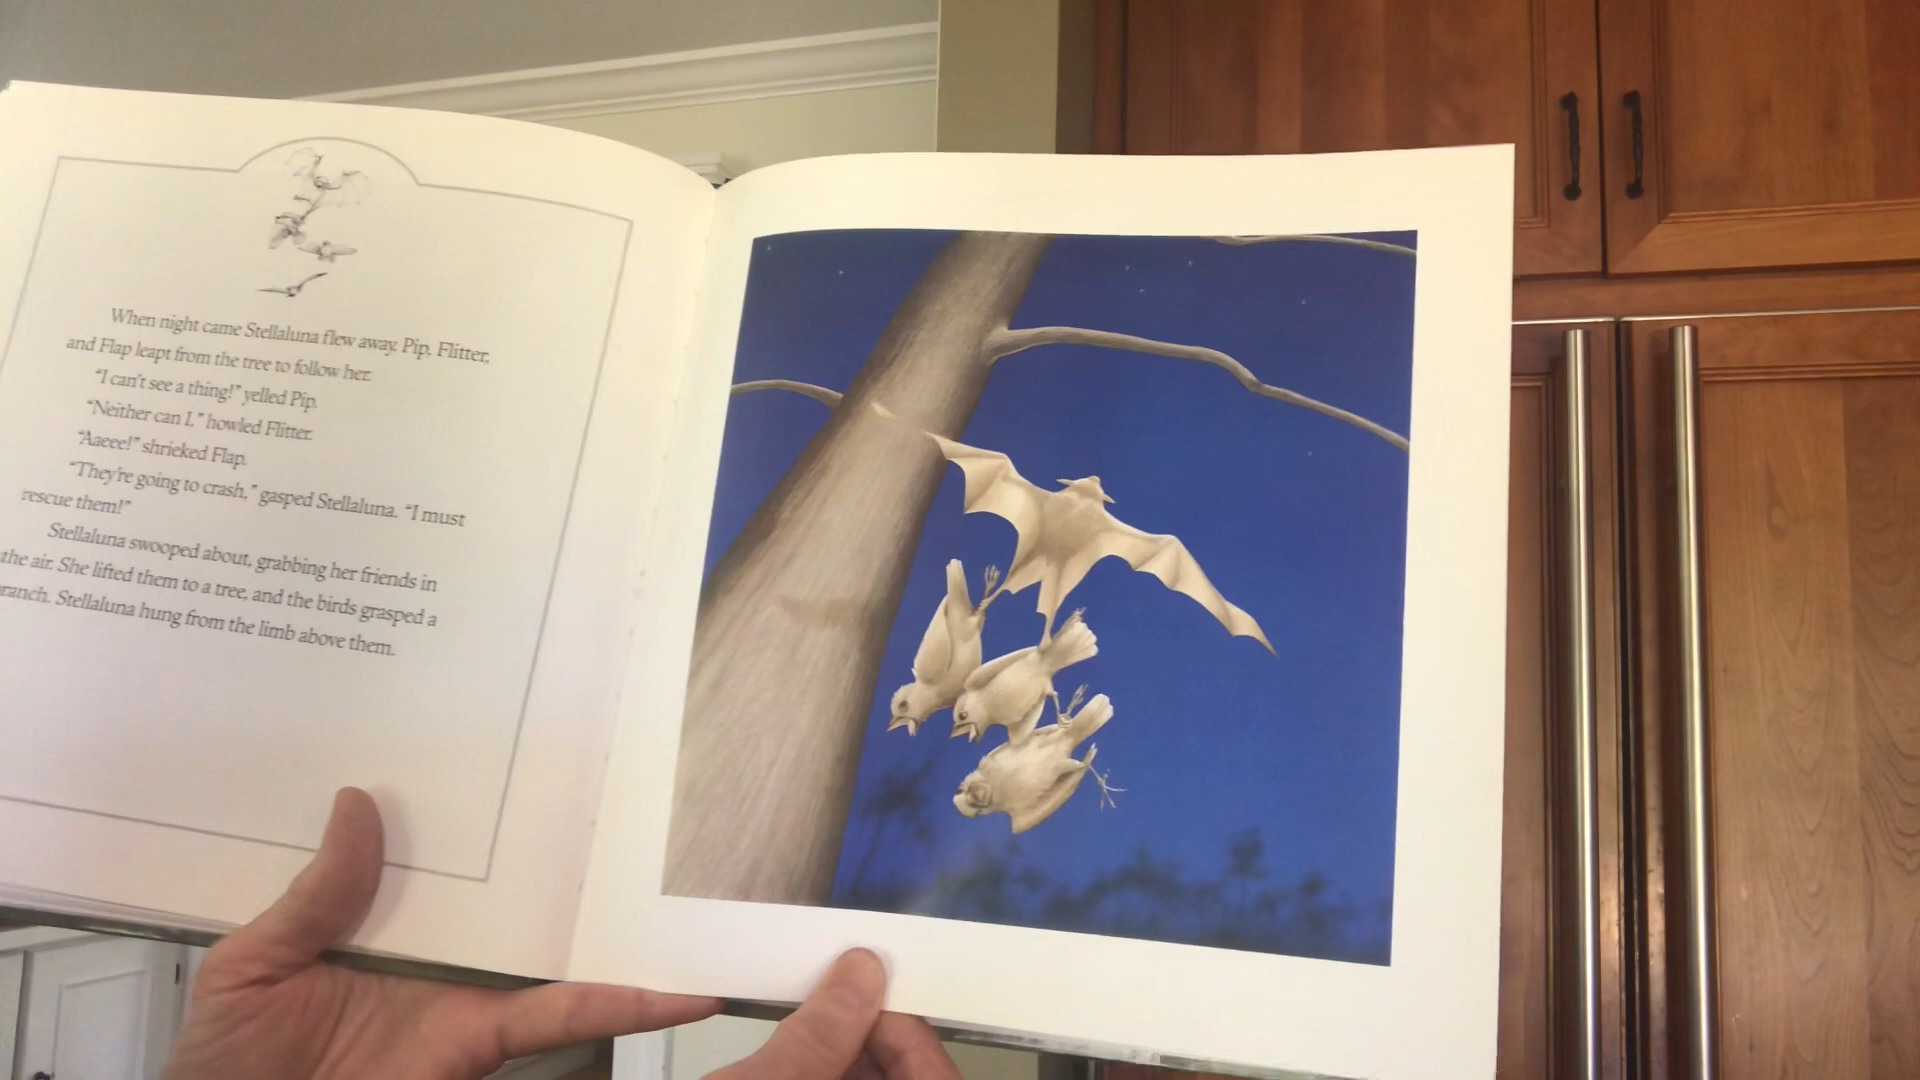 When night came Stellaluna flew away. Pip, Flitter,
and Flap leapt from the tree to follow her.
“I can’t see a thing!” yelled Pip.
“Neither can I,” howled Flitter.
“Aaeee!” shrieked Flap.
“They’re going to crash,” gasped Stellaluna. “I must
rescue them!”
Stellaluna swooped about, grabbing her friends in
the air. She lifted them to a tree, and the birds grasped a
ranch. Stellaluna hung from the limb above them.